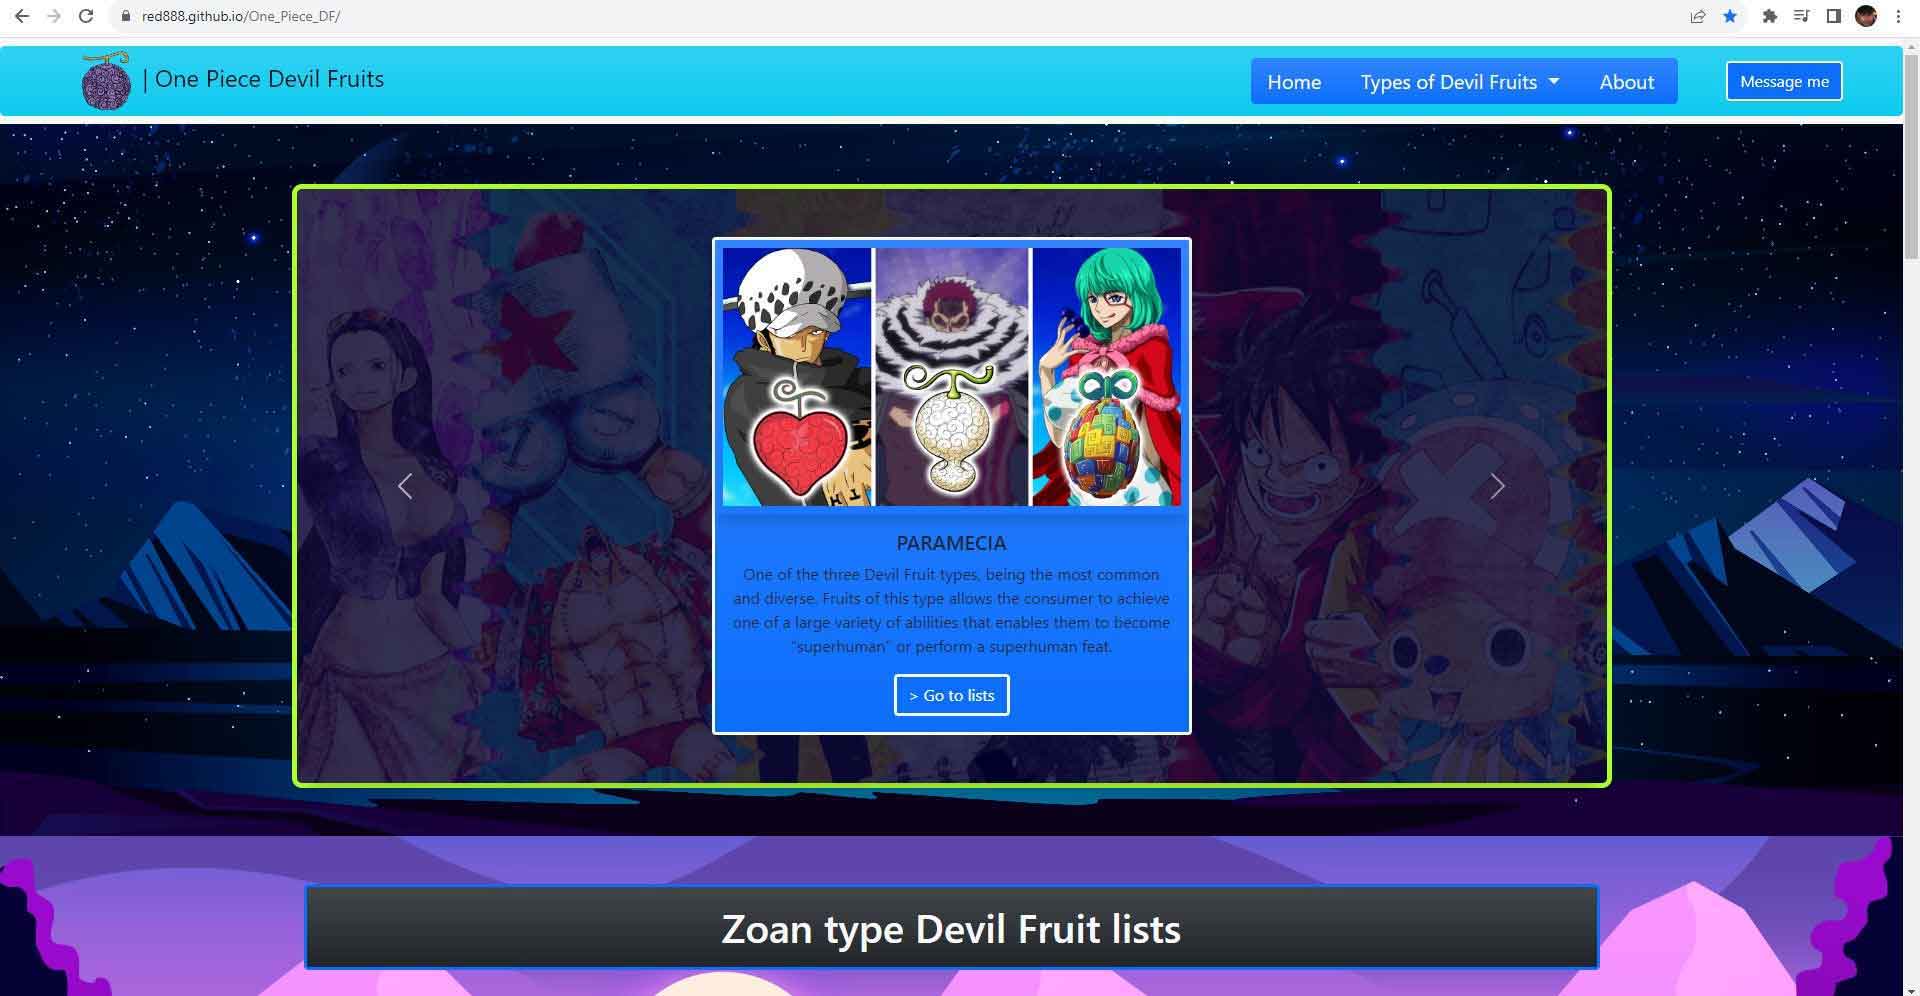 red888.github.io/One_Piece_DF/
| One Piece Devil Fruits
Home
Types of Devil Fruits
About
Message me
PARAMECIA
One of the three Devil Fruit types, being the most common
and diverse. Fruits of this type allows the consumer to achieve
one of a large variety of abilities that enables them to become
"superhuman" or perform a superhuman feat.
> Go to lists
Zoan type Devil Fruit lists